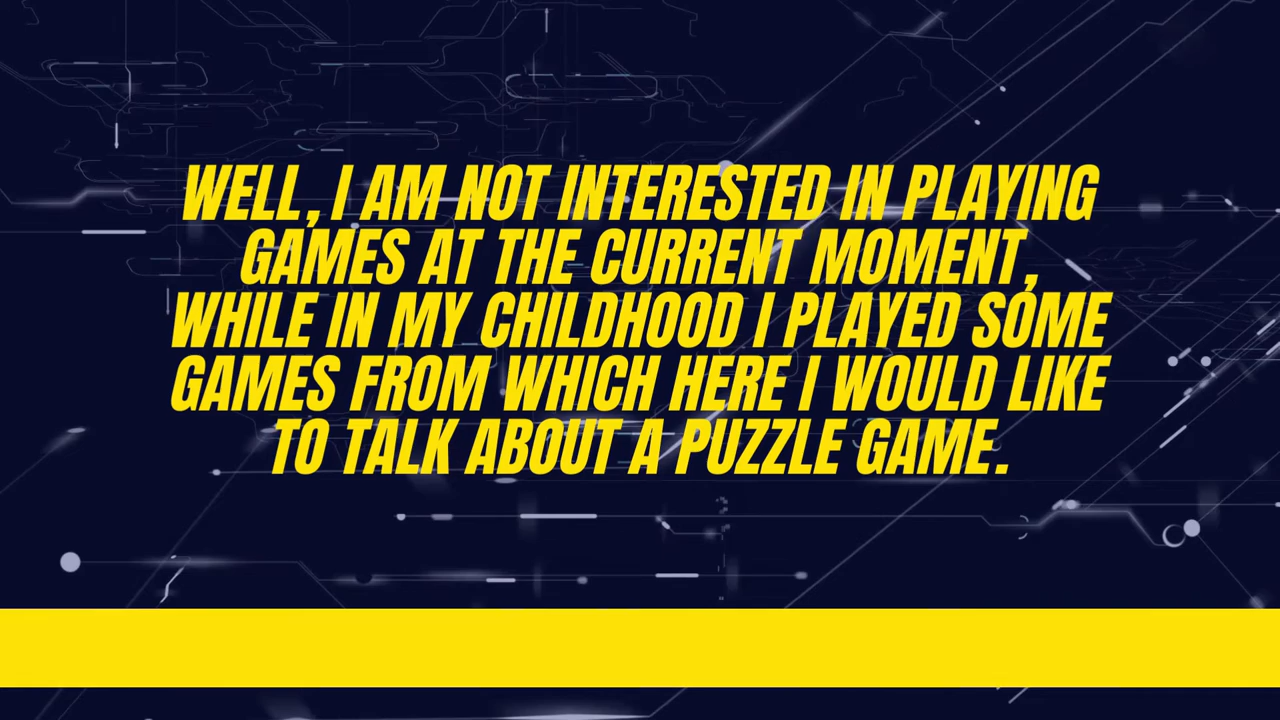 WELL, I AM NOT INTERESTED IN PLAYING
GAMES AT THE CURRENT MOMENT,
WHILE IN MY CHILDHOOD I PLAYED SOME
GAMES FROM WHICH HERE I WOULD LIKE
TO TALK ABOUT A PUZZLE GAME.